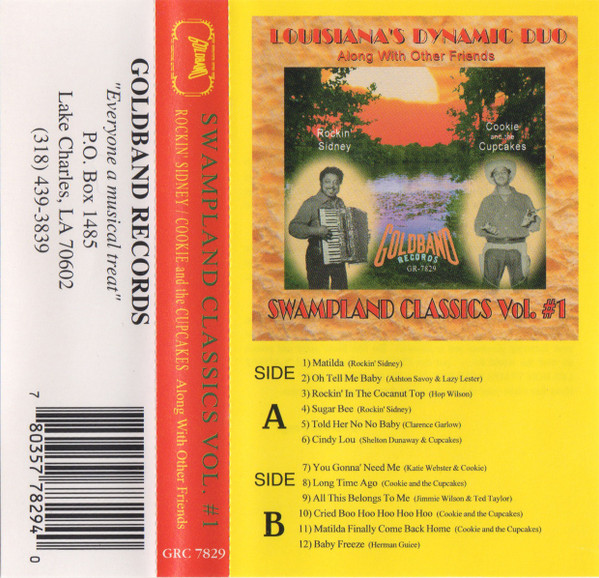 GOLDBAND RECORDS
"Everyone a musical treat"
P.O. Box 1485
Lake Charles, LA 70602
(318) 439-3839
7 80357 78294 0
GOLDBAND
SWAMPLAND CLASSICS VOL. #1
ROCKIN' SIDNEY / COOKIE and the CUPCAKES Along With Other Friends
GRC 7829
LOUISIANA'S DYNAMIC DUO
Along With Other Friends
Rockin'
Sidney
Cookie
and the
Cupcakes
GOLDBAND
RECORDS
GR-7829
SWAMPLAND CLASSICS Vol. #1
SIDE A
1) Matilda (Rockin' Sidney)
2) Oh Tell Me Baby (Ashton Savoy & Lazy Lester)
3) Rockin' In The Cocanut Top (Hop Wilson)
4) Sugar Bee (Rockin' Sidney)
5) Told Her No No Baby (Clarence Garlow)
6) Cindy Lou (Shelton Dunaway & Cupcakes)
SIDE B
7) You Gonna' Need Me (Katie Webster & Cookie)
8) Long Time Ago (Cookie and the Cupcakes)
9) All This Belongs To Me (Jimmie Wilson & Ted Taylor)
10) Cried Boo Hoo Hoo Hoo Hoo (Cookie and the Cupcakes)
11) Matilda Finally Come Back Home (Cookie and the Cupcakes)
12) Baby Freeze (Herman Guice)